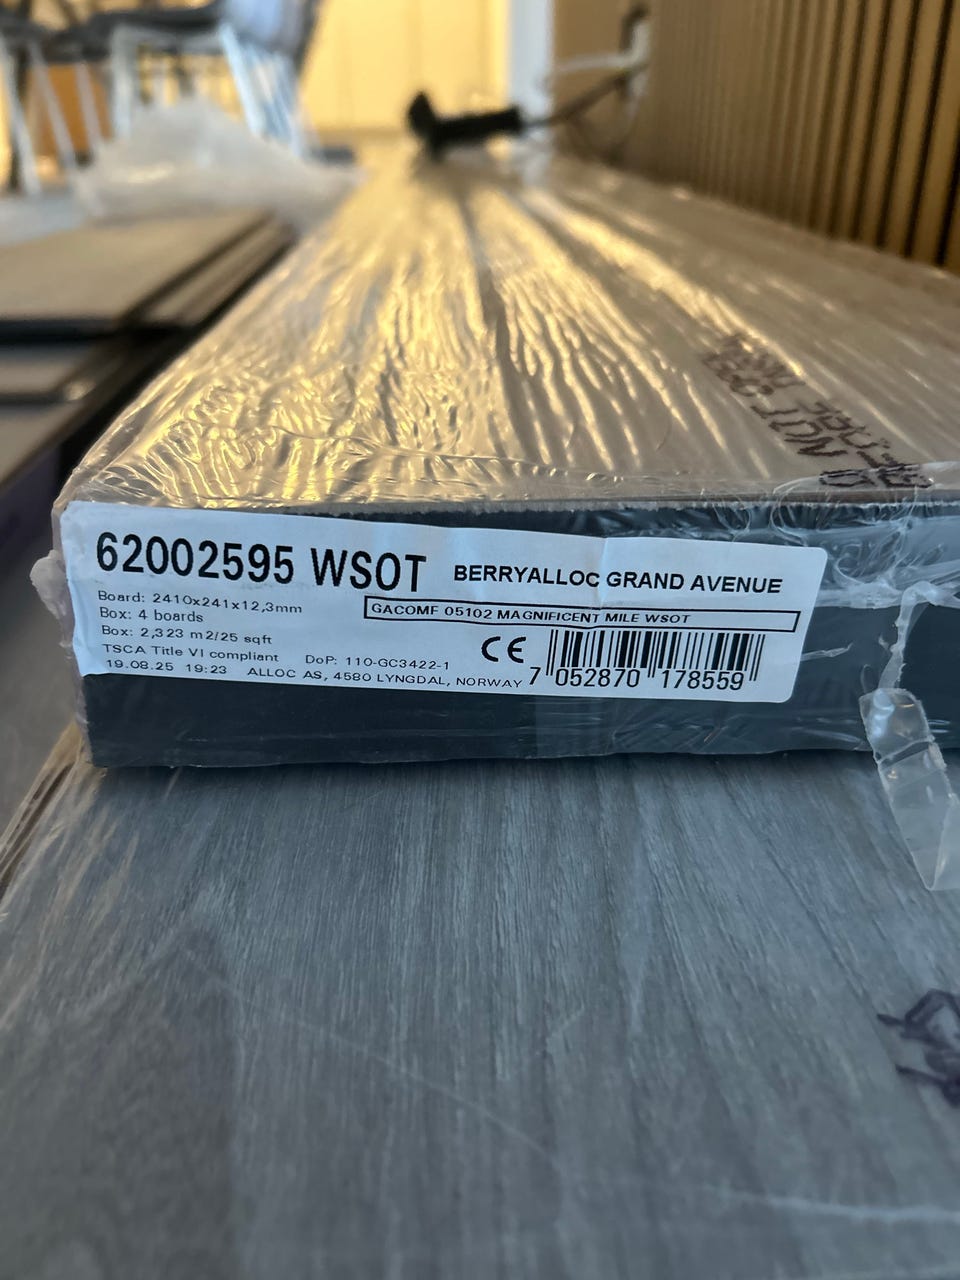 62002595 WSOT BERRYALLOC GRAND AVENUE
Board: 2410x241x12,3mm
GACOMF 05102 MAGNIFICENT MILE WSOT
Box: 4 boards
Box: 2,323 m2/25 sqft
TSCA Title VI compliant DoP: 110-GC3422-1
CE
19.08.25 19:23 ALLOC AS, 4580 LYNGDAL, NORWAY
7 052870 178559